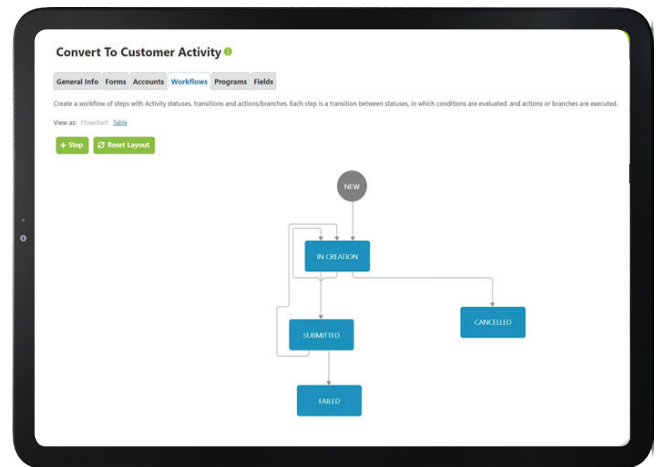 Convert To Customer Activity
General Info Forms Accounts Workflows Programs Fields
Create a workflow of steps with Activity statuses, transitions and actions/branches. Each step is a transition between statuses, in which conditions are evaluated, and actions or branches are executed.
View as: Flowchart Table
+ Step Reset Layout
NEW
IN CREATION
CANCELLED
SUBMITTED
FAILED